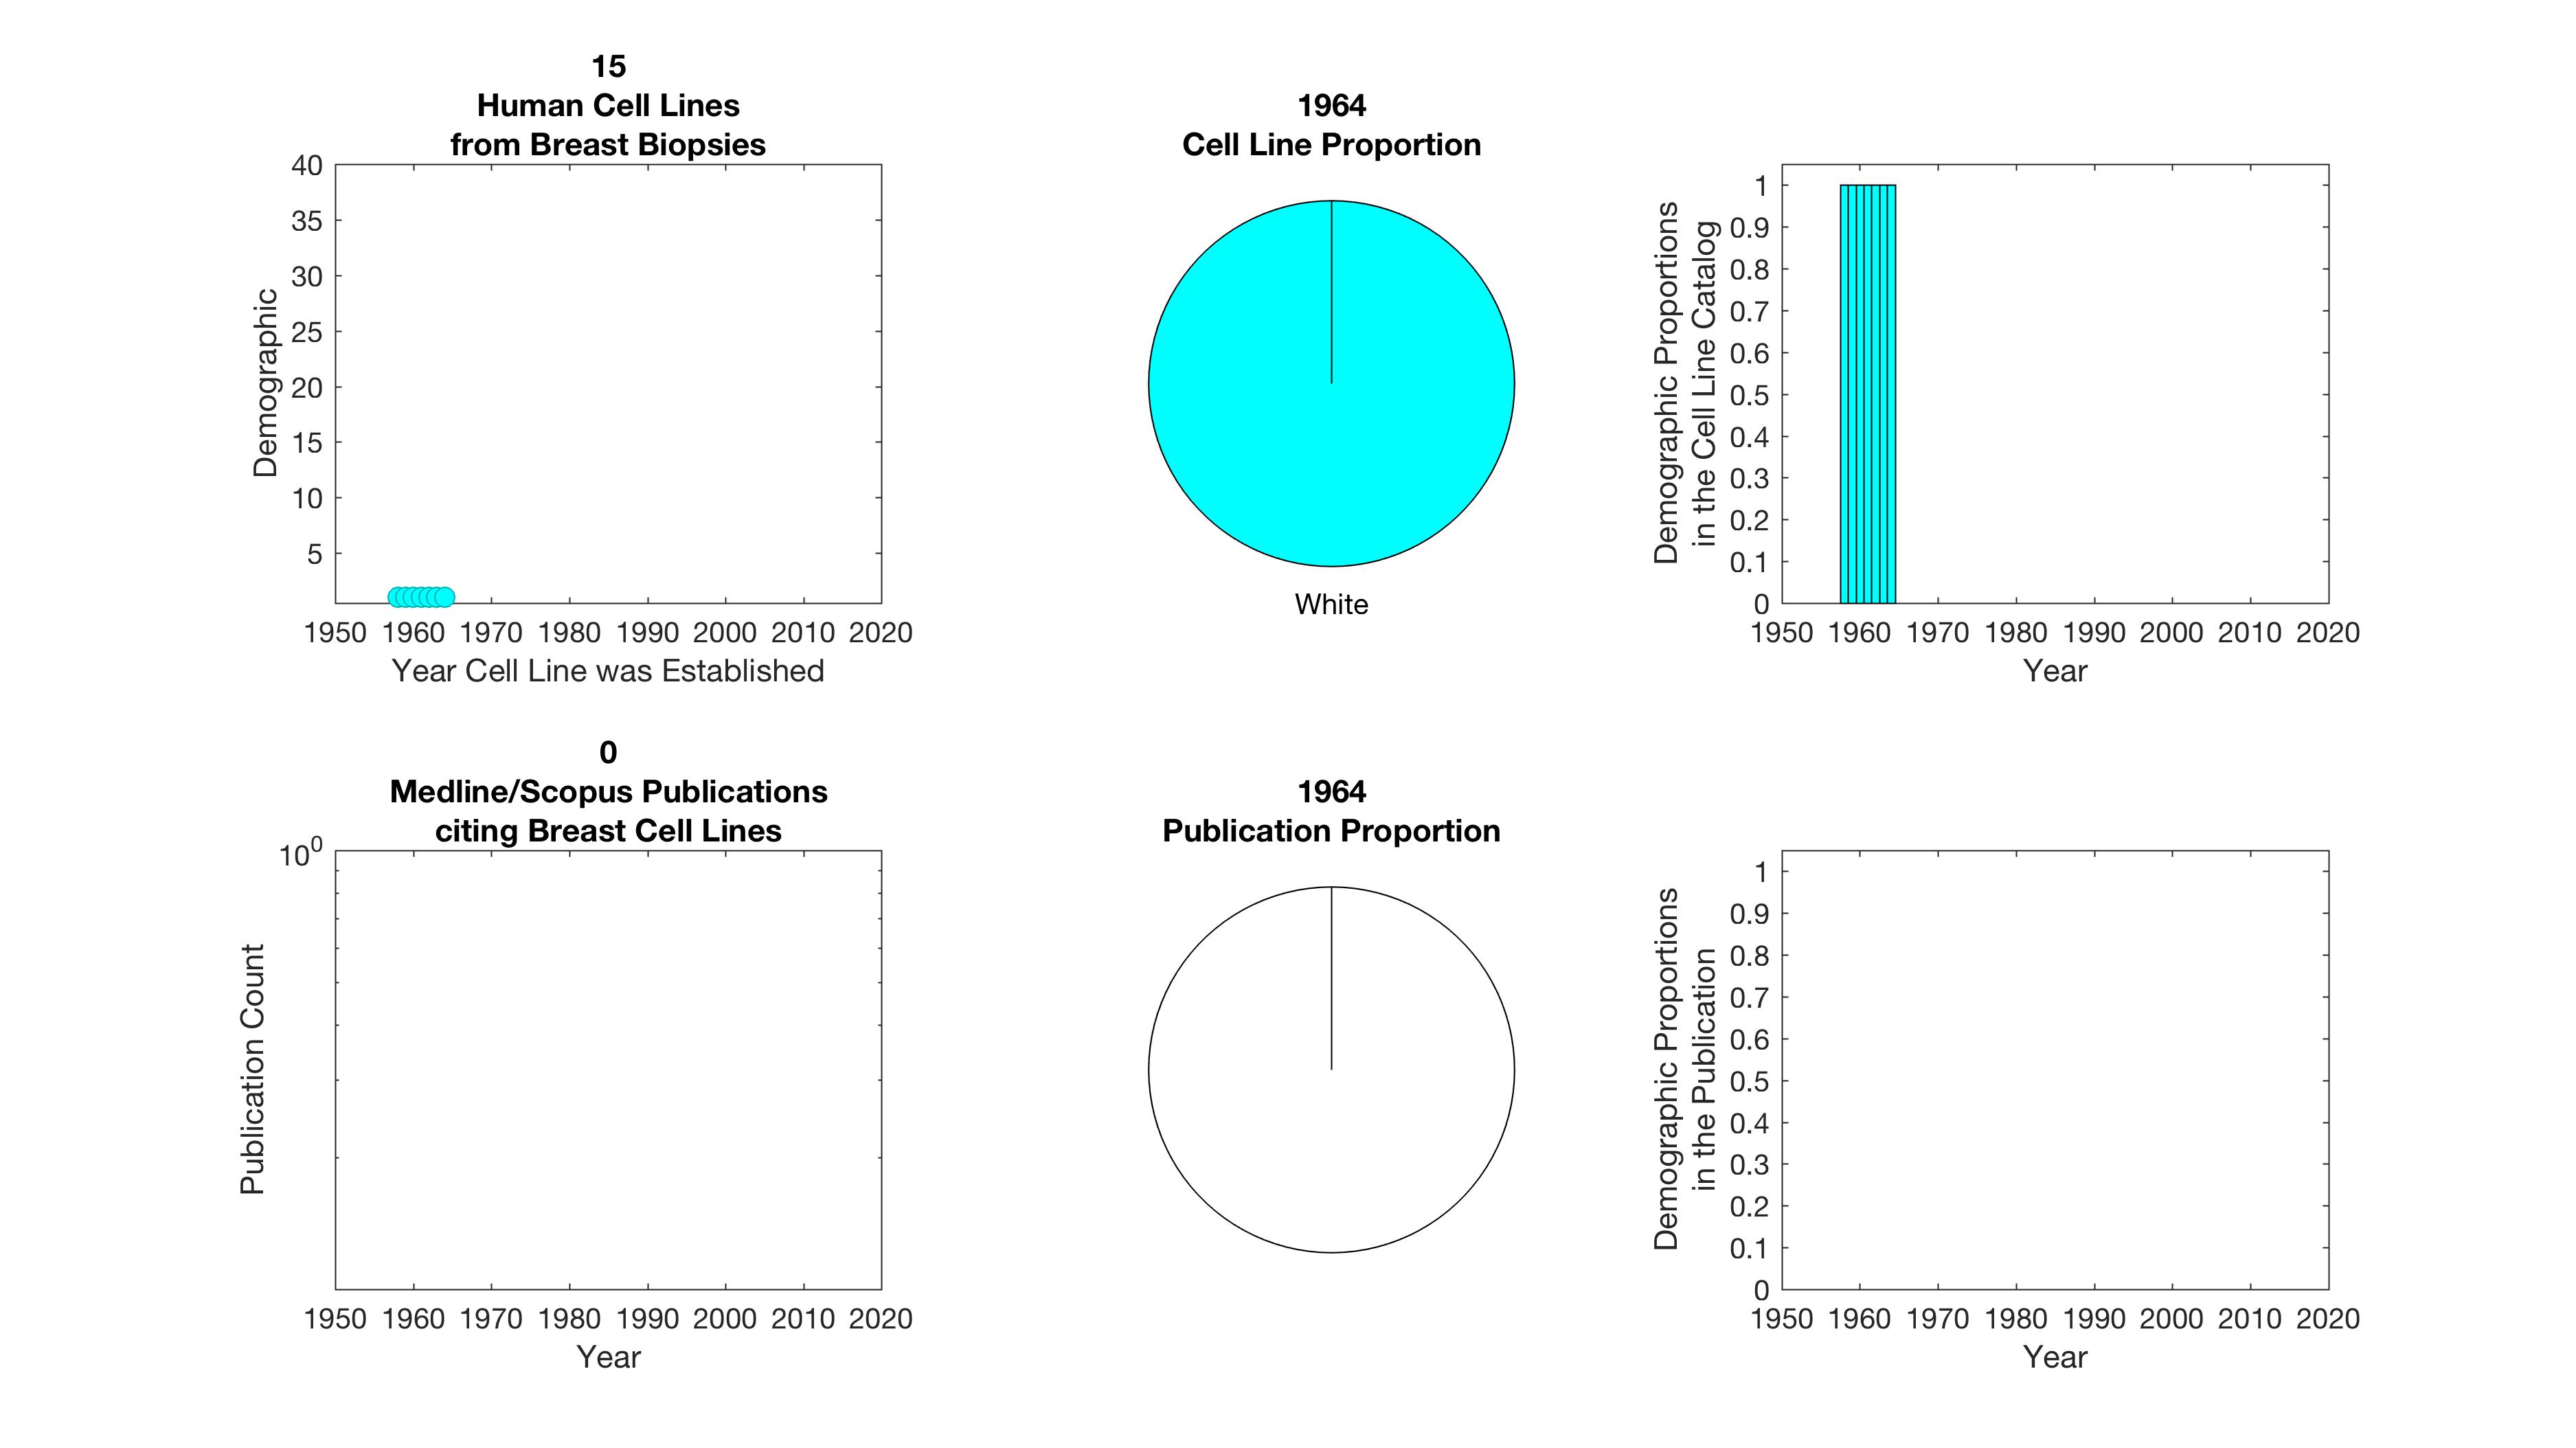 15
Human Cell Lines
from Breast Biopsies
40
35
30
25
20
15
10
5
Demographic
1950 1960 1970 1980 1990 2000 2010 2020
Year Cell Line was Established
1964
Cell Line Proportion
White
Demographic Proportions
in the Cell Line Catalog
1
0.9
0.8
0.7
0.6
0.5
0.4
0.3
0.2
0.1
0
1950 1960 1970 1980 1990 2000 2010 2020
Year
0
Medline/Scopus Publications
citing Breast Cell Lines
10⁰
Publication Count
1950 1960 1970 1980 1990 2000 2010 2020
Year
1964
Publication Proportion
Demographic Proportions
in the Publication
1
0.9
0.8
0.7
0.6
0.5
0.4
0.3
0.2
0.1
0
1950 1960 1970 1980 1990 2000 2010 2020
Year